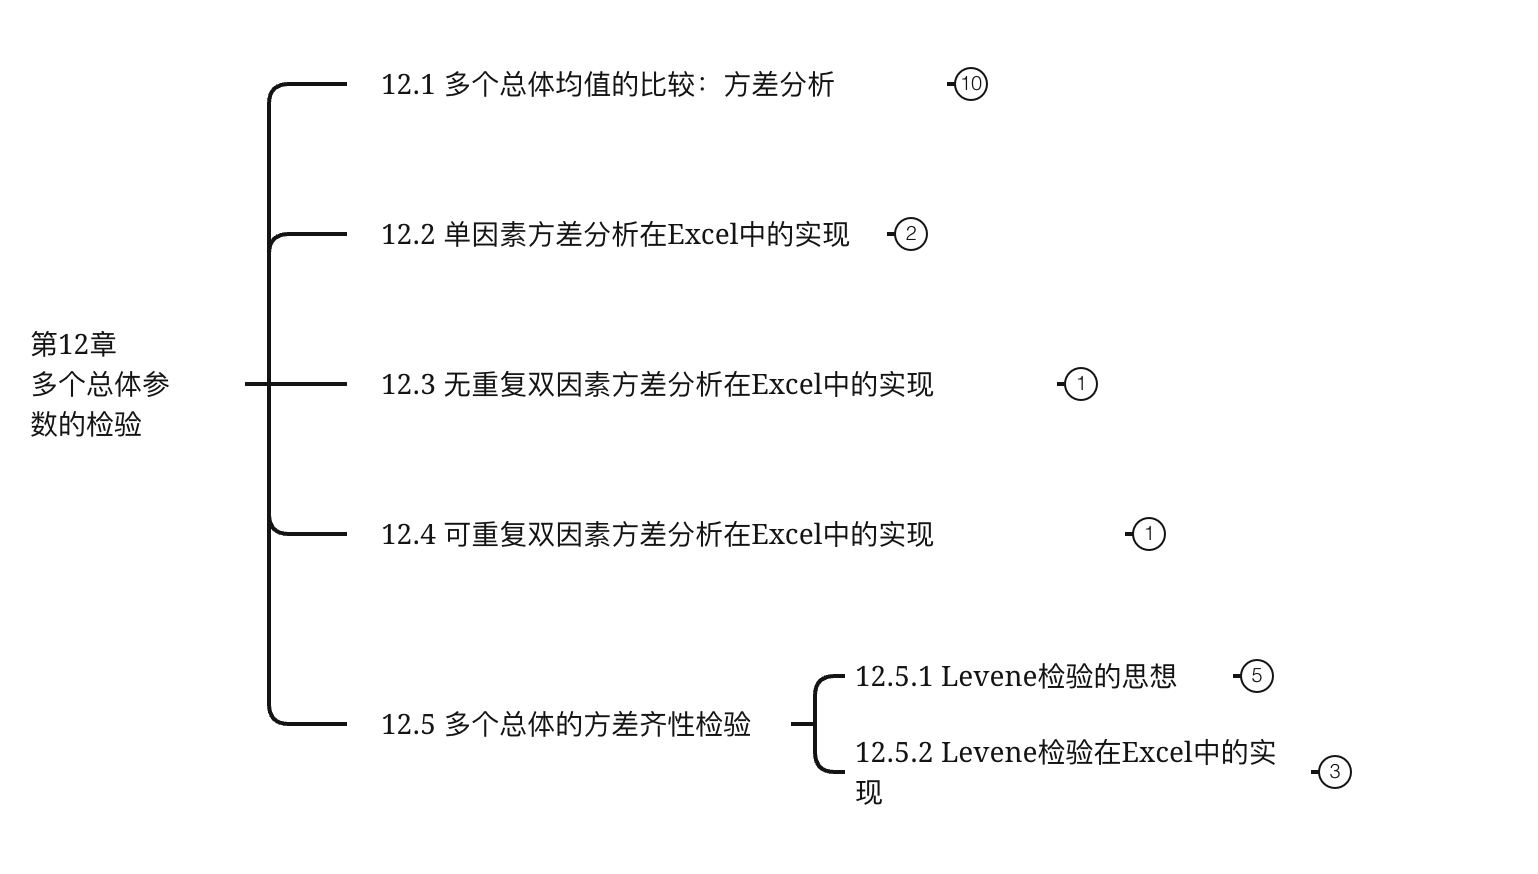 12.1 多个总体均值的比较：方差分析
10
12.2 单因素方差分析在Excel中的实现
2
第12章
多个总体参
数的检验
12.3 无重复双因素方差分析在Excel中的实现
1
12.4 可重复双因素方差分析在Excel中的实现
1
12.5 多个总体的方差齐性检验
12.5.1 Levene检验的思想
5
12.5.2 Levene检验在Excel中的实
现
3